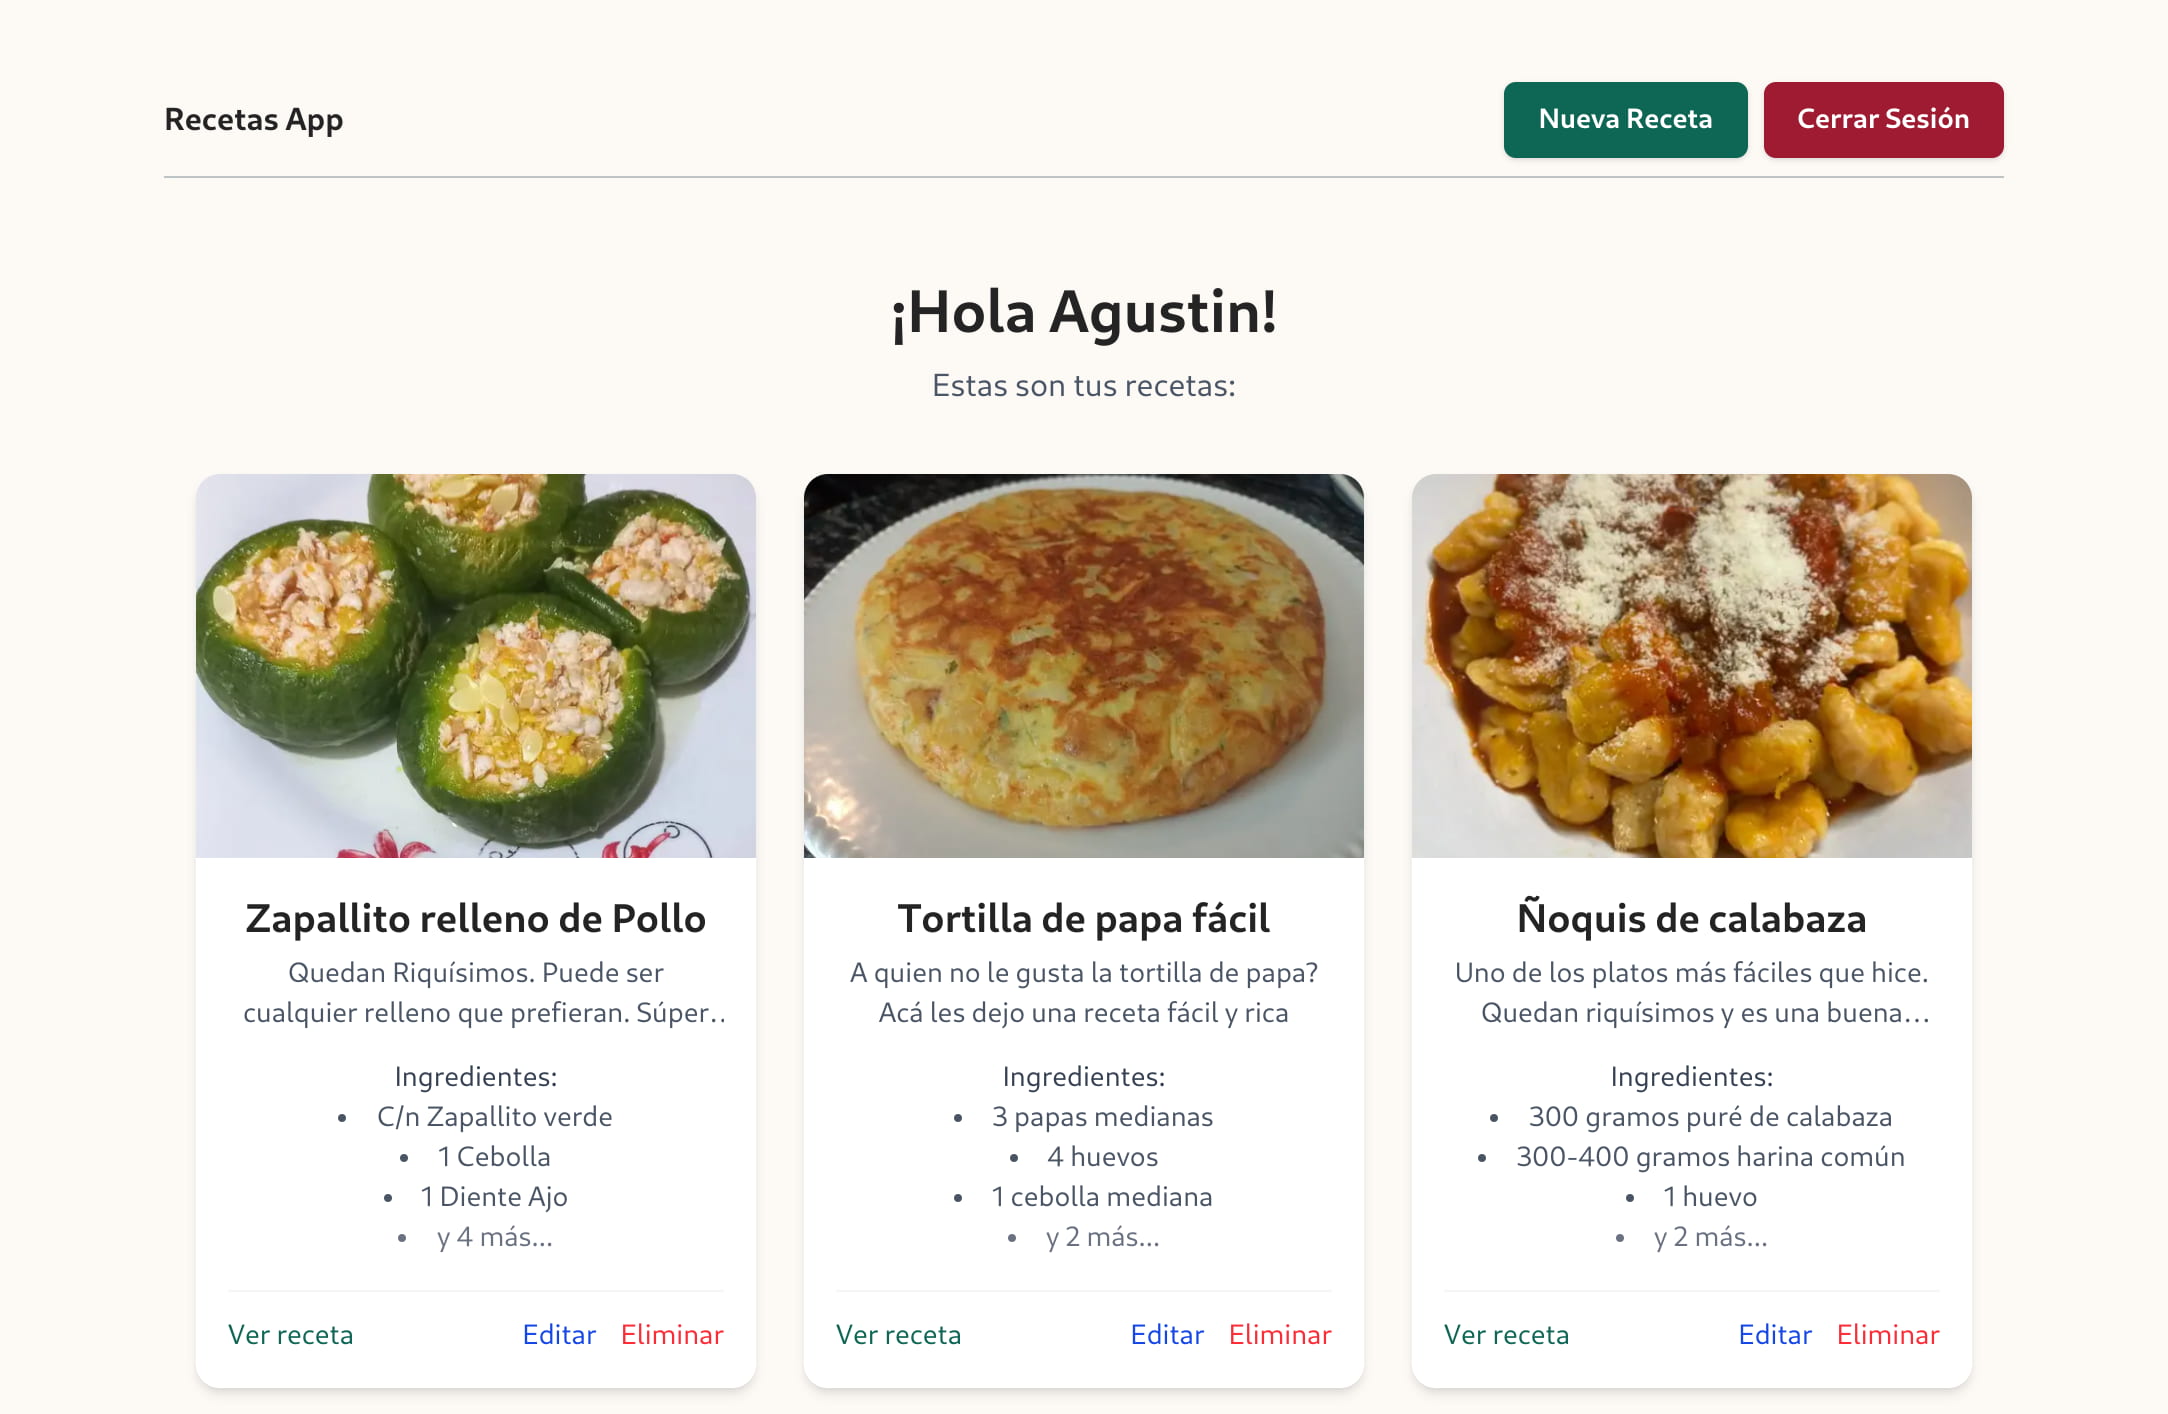 Recetas App
Nueva Receta
Cerrar Sesión
¡Hola Agustin!
Estas son tus recetas:
Zapallito relleno de Pollo
Quedan Riquísimos. Puede ser
cualquier relleno que prefieran. Súper..
Ingredientes:
• C/n Zapallito verde
• 1 Cebolla
• 1 Diente Ajo
• y 4 más...
Ver receta
Editar
Eliminar
Tortilla de papa fácil
A quien no le gusta la tortilla de papa?
Acá les dejo una receta fácil y rica
Ingredientes:
• 3 papas medianas
• 4 huevos
• 1 cebolla mediana
• y 2 más...
Ver receta
Editar
Eliminar
Ñoquis de calabaza
Uno de los platos más fáciles que hice.
Quedan riquísimos y es una buena...
Ingredientes:
• 300 gramos puré de calabaza
• 300-400 gramos harina común
• 1 huevo
• y 2 más...
Ver receta
Editar
Eliminar